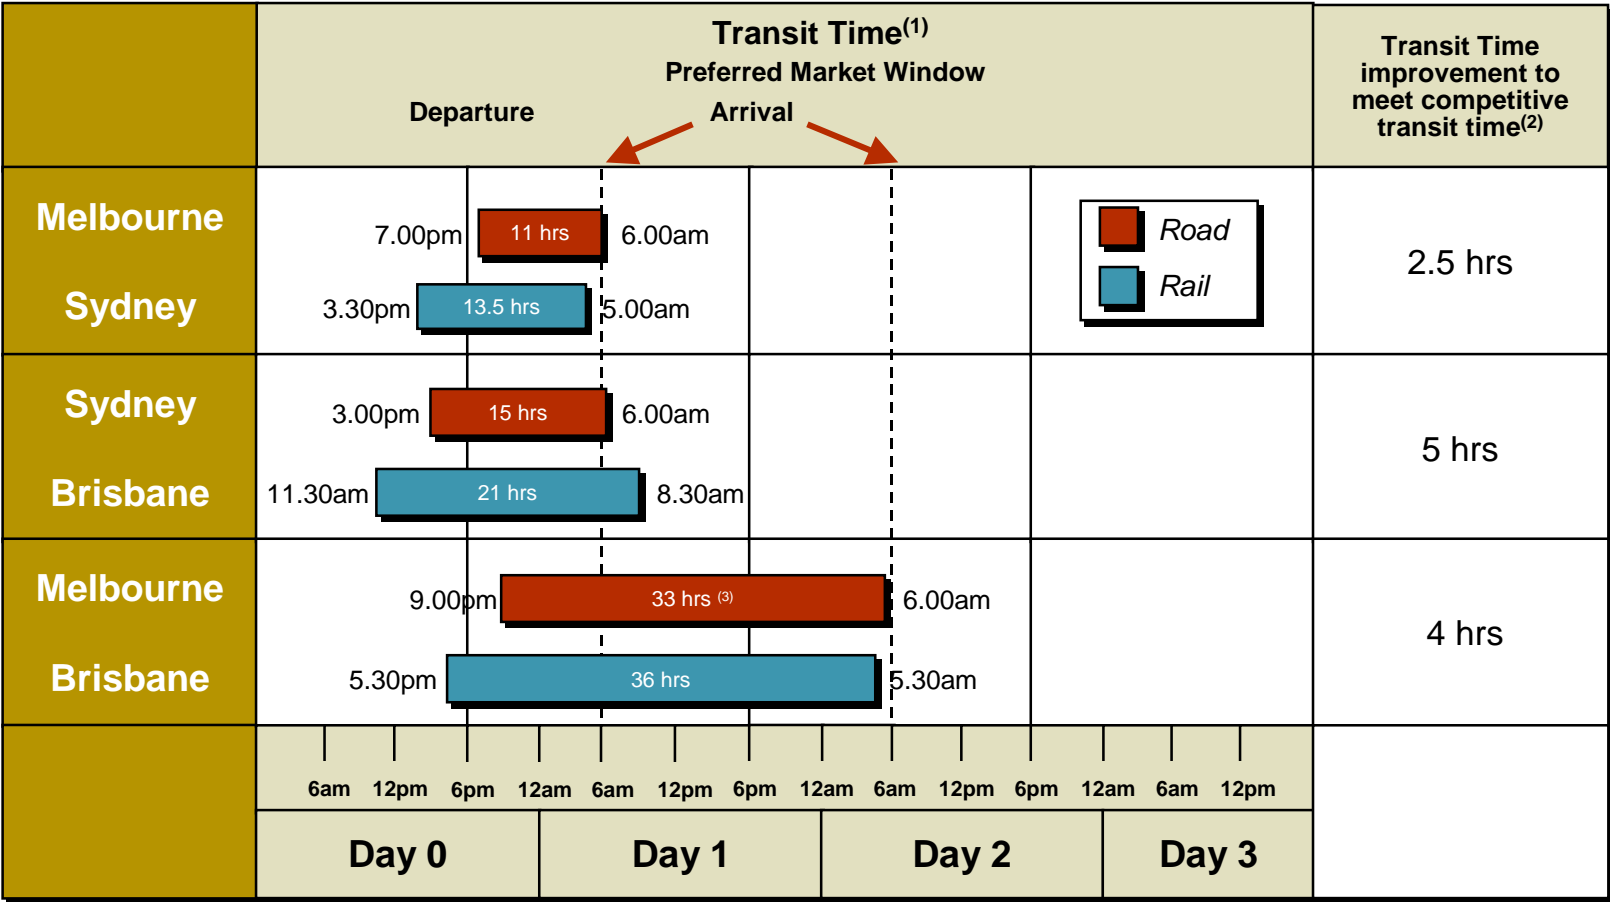 Transit Time(1)
Preferred Market Window
Departure
Arrival
Transit Time
improvement to
meet competitive
transit time(2)
Melbourne
7.00pm
11 hrs
6.00am
Road
Rail
2.5 hrs
Sydney
3.30pm
13.5 hrs
5.00am
Sydney
3.00pm
15 hrs
6.00am
5 hrs
Brisbane
11.30am
21 hrs
8.30am
Melbourne
9.00pm
33 hrs (3)
6.00am
4 hrs
Brisbane
5.30pm
36 hrs
5.30am
6am 12pm 6pm 12am 6am 12pm 6pm 12am 6am 12pm 6pm 12am 6am 12pm
Day 0 Day 1 Day 2 Day 3